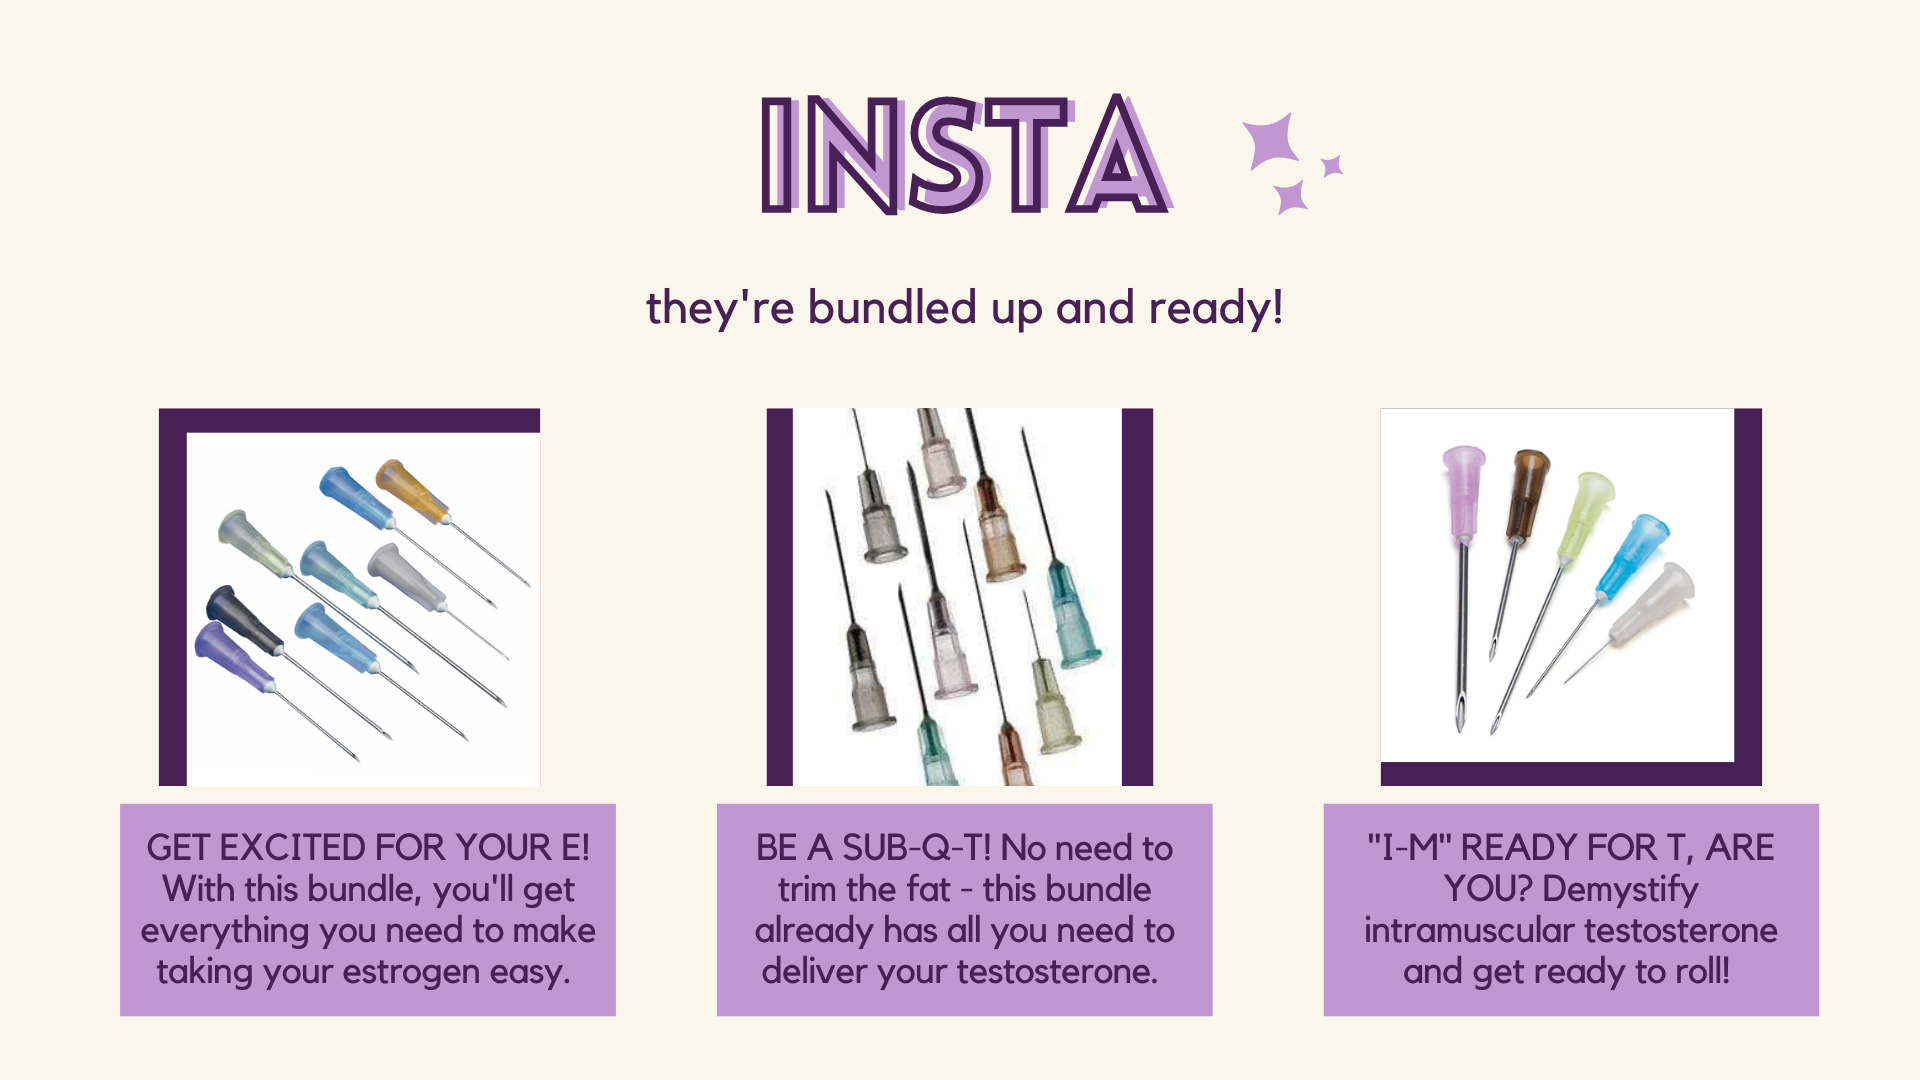 INSTA
they're bundled up and ready!
GET EXCITED FOR YOUR E!
With this bundle, you'll get
everything you need to make
taking your estrogen easy.
BE A SUB-Q-T! No need to
trim the fat - this bundle
already has all you need to
deliver your testosterone.
"I-M" READY FOR T, ARE
YOU? Demystify
intramuscular testosterone
and get ready to roll!